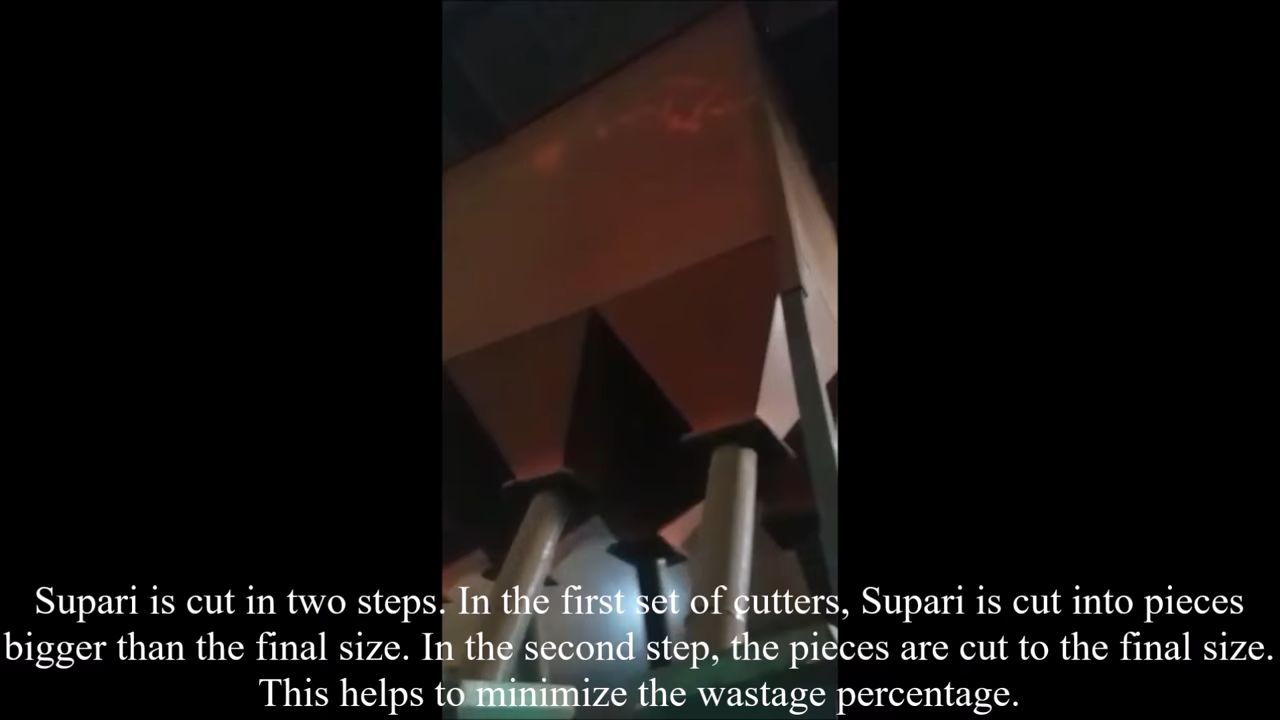 Supari is cut in two steps. In the first set of cutters, Supari is cut into pieces
bigger than the final size. In the second step, the pieces are cut to the final size.
This helps to minimize the wastage percentage.